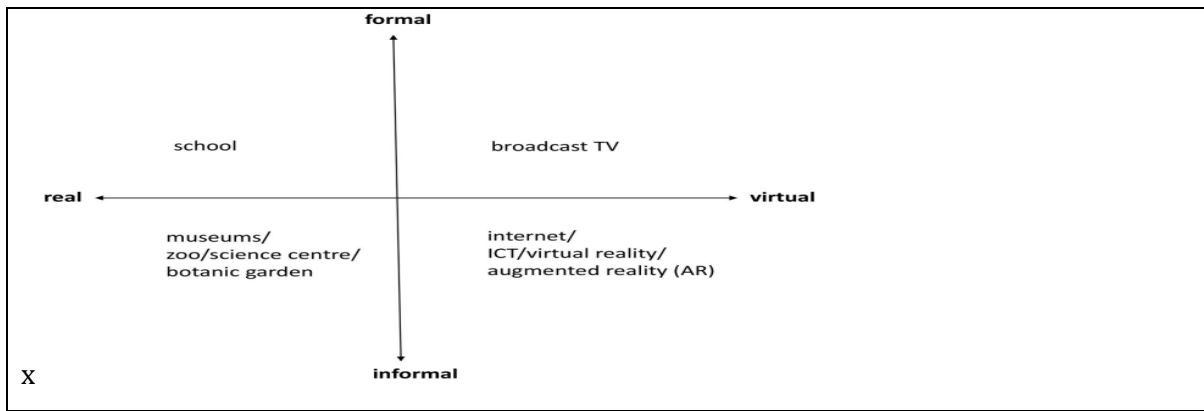 formal
school
broadcast TV
real
virtual
museums/
zoo/science centre/
botanic garden
internet/
ICT/virtual reality/
augmented reality (AR)
X
informal